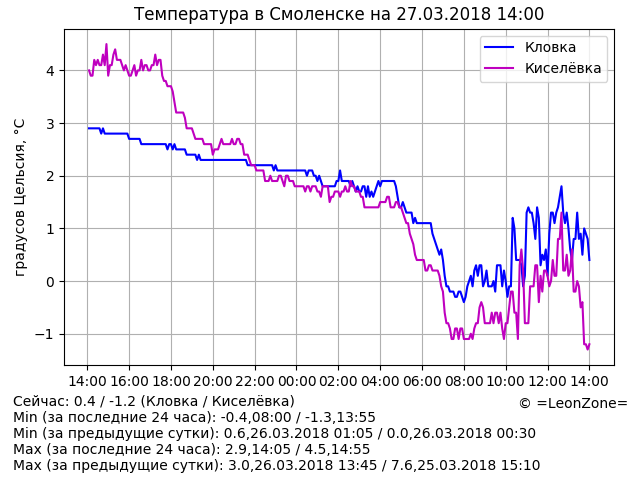 Температура в Смоленске на 27.03.2018 14:00
Кловка
Киселёвка
градусов Цельсия, °C
4
3
2
1
0
−1
14:00 16:00 18:00 20:00 22:00 00:00 02:00 04:00 06:00 08:00 10:00 12:00 14:00
Сейчас: 0.4 / -1.2 (Кловка / Киселёвка)
© =LeonZone=
Min (за последние 24 часа): -0.4,08:00 / -1.3,13:55
Min (за предыдущие сутки): 0.6,26.03.2018 01:05 / 0.0,26.03.2018 00:30
Max (за последние 24 часа): 2.9,14:05 / 4.5,14:55
Max (за предыдущие сутки): 3.0,26.03.2018 13:45 / 7.6,25.03.2018 15:10